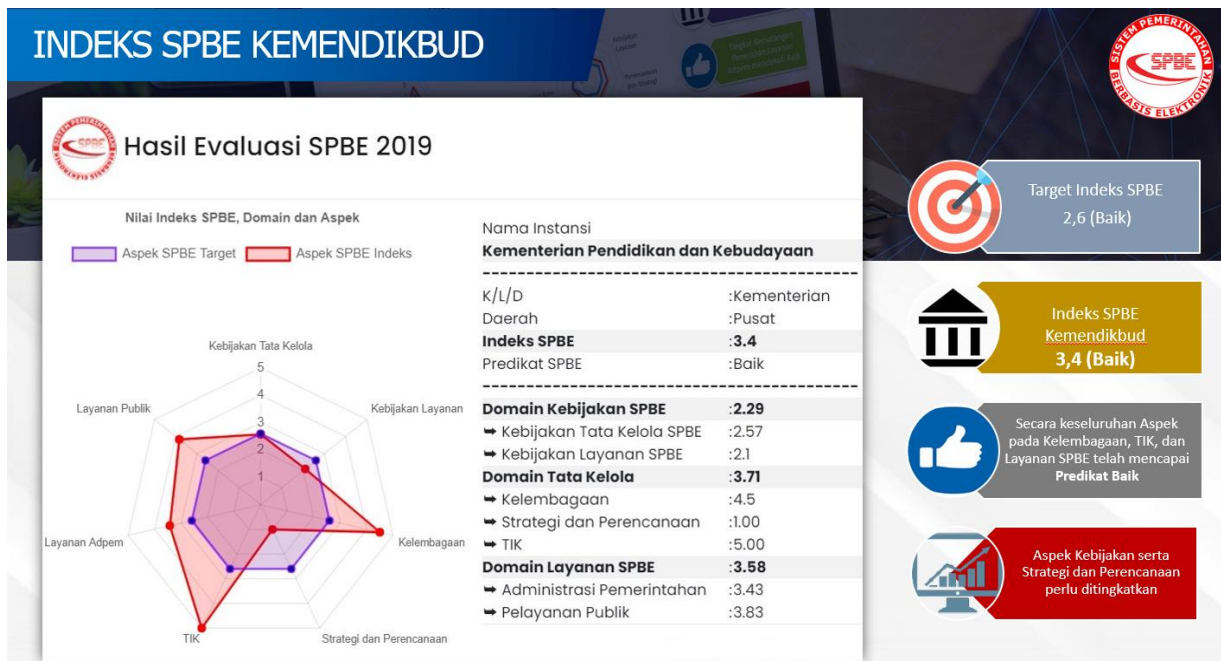 INDEKS SPBE KEMENDIKBUD
Kebijakan
Layanan
SISTEM PEMERINTAHAN
SPBE
BERBASIS ELEKTRONIK
SPBE
Hasil Evaluasi SPBE 2019
Nilai Indeks SPBE, Domain dan Aspek
Aspek SPBE Target
Aspek SPBE Indeks
Kebijakan Tata Kelola
5
4
3
2
1
Layanan Publik
Kebijakan Layanan
Layanan Adpem
Kelembagaan
TIK
Strategi dan Perencanaan
Nama Instansi
Kementerian Pendidikan dan Kebudayaan
--------------------------------------------
K/L/D :Kementerian
Daerah :Pusat
Indeks SPBE :3.4
Predikat SPBE :Baik
--------------------------------------------
Domain Kebijakan SPBE :2.29
➥ Kebijakan Tata Kelola SPBE :2.57
➥ Kebijakan Layanan SPBE :2.1
Domain Tata Kelola :3.71
➥ Kelembagaan :4.5
➥ Strategi dan Perencanaan :1.00
➥ TIK :5.00
Domain Layanan SPBE :3.58
➥ Administrasi Pemerintahan :3.43
➥ Pelayanan Publik :3.83
Target Indeks SPBE
2,6 (Baik)
Indeks SPBE
Kemendikbud
3,4 (Baik)
Secara keseluruhan Aspek
pada Kelembagaan, TIK, dan
Layanan SPBE telah mencapai
Predikat Baik
Aspek Kebijakan serta
Strategi dan Perencanaan
perlu ditingkatkan